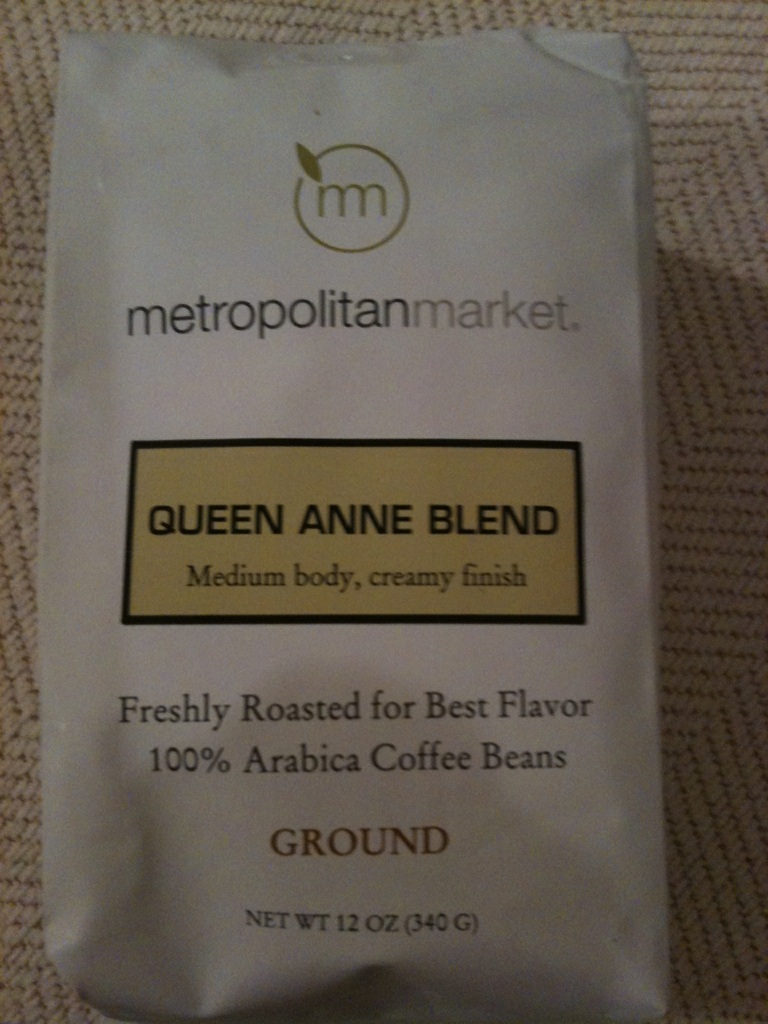 mm
metropolitanmarket.
QUEEN ANNE BLEND
Medium body, creamy finish
Freshly Roasted for Best Flavor
100% Arabica Coffee Beans
GROUND
NET WT 12 OZ (340 G)